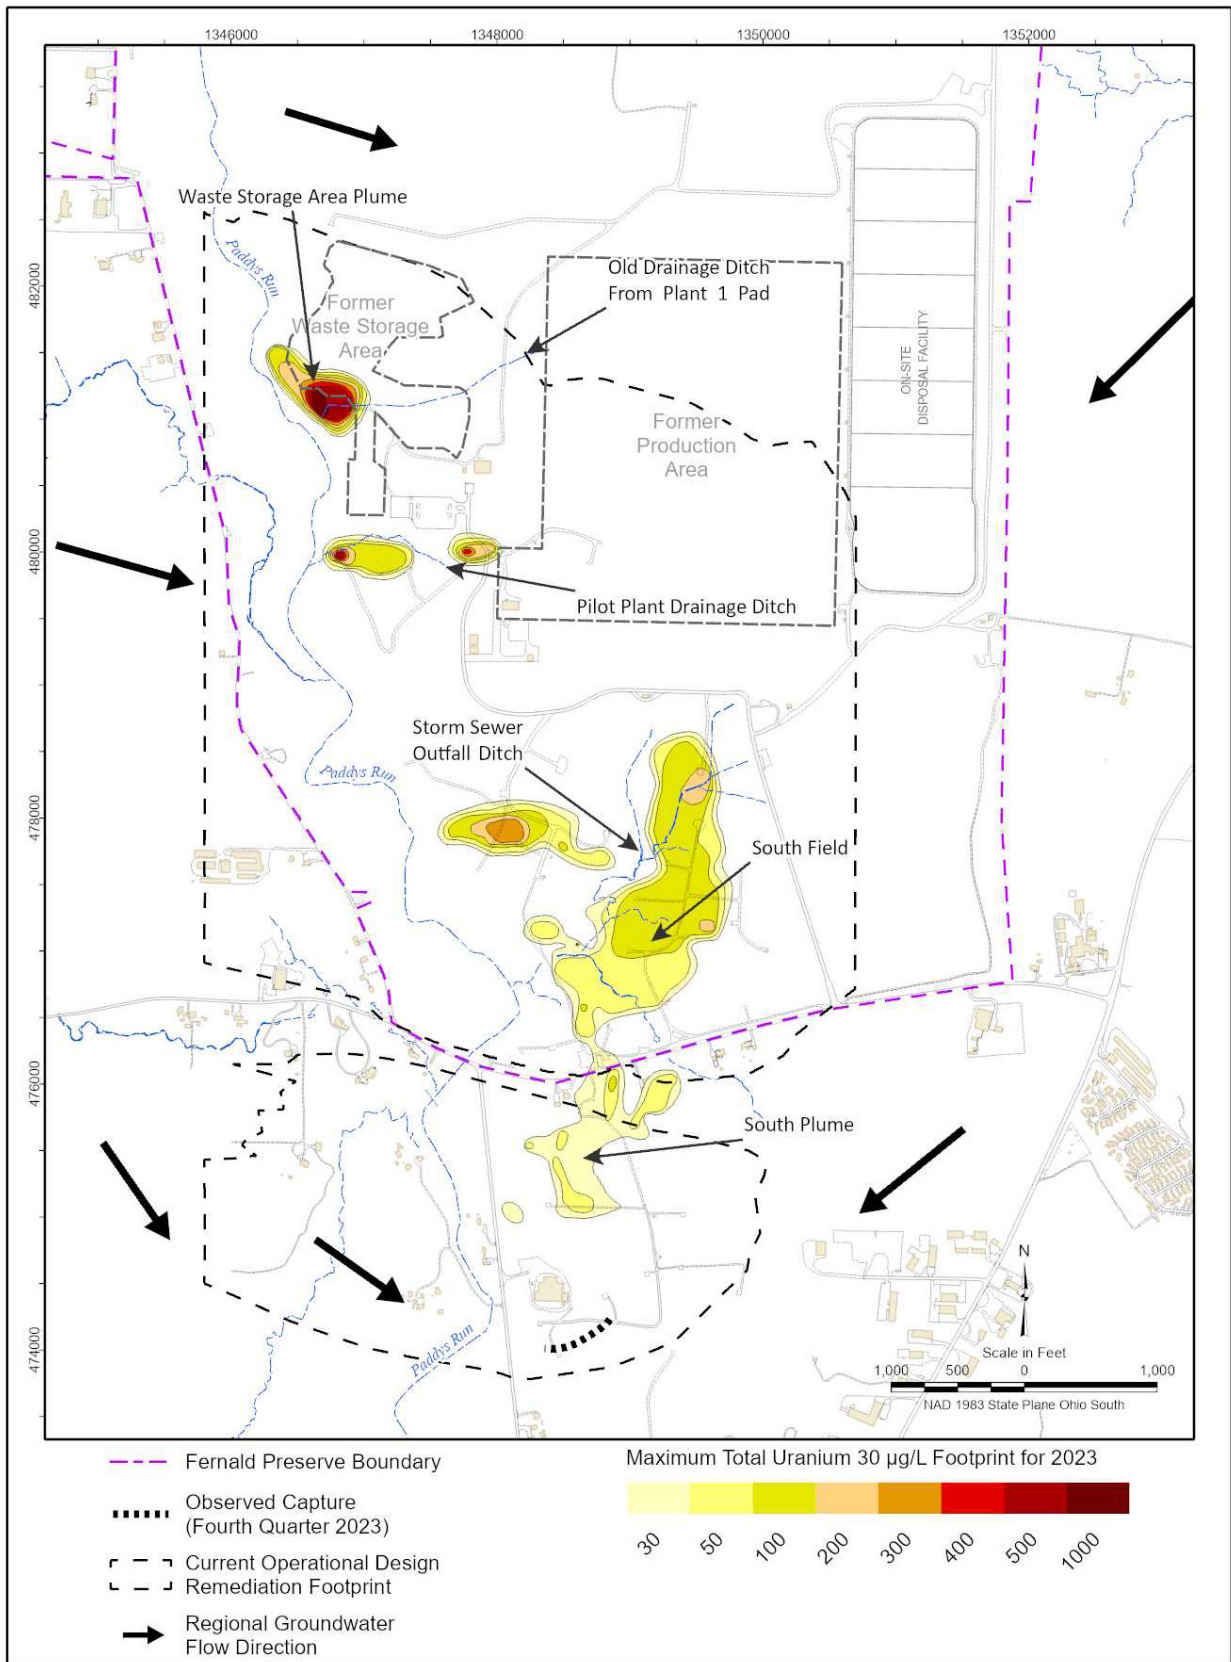 1346000
1348000
1350000
1352000
482000
480000
478000
476000
474000
Waste Storage Area Plume
Paddys Run
Old Drainage Ditch
From Plant 1 Pad
Former
Waste Storage
Area
ON-SITE
DISPOSAL FACILITY
Former
Production
Area
Pilot Plant Drainage Ditch
Storm Sewer
Outfall Ditch
Paddys Run
South Field
South Plume
Paddys Run
N
Scale in Feet
1,000 500 0 1,000
NAD 1983 State Plane Ohio South
Fernald Preserve Boundary
Observed Capture
(Fourth Quarter 2023)
Current Operational Design
Remediation Footprint
Regional Groundwater
Flow Direction
Maximum Total Uranium 30 µg/L Footprint for 2023
30 50 100 200 300 400 500 1000